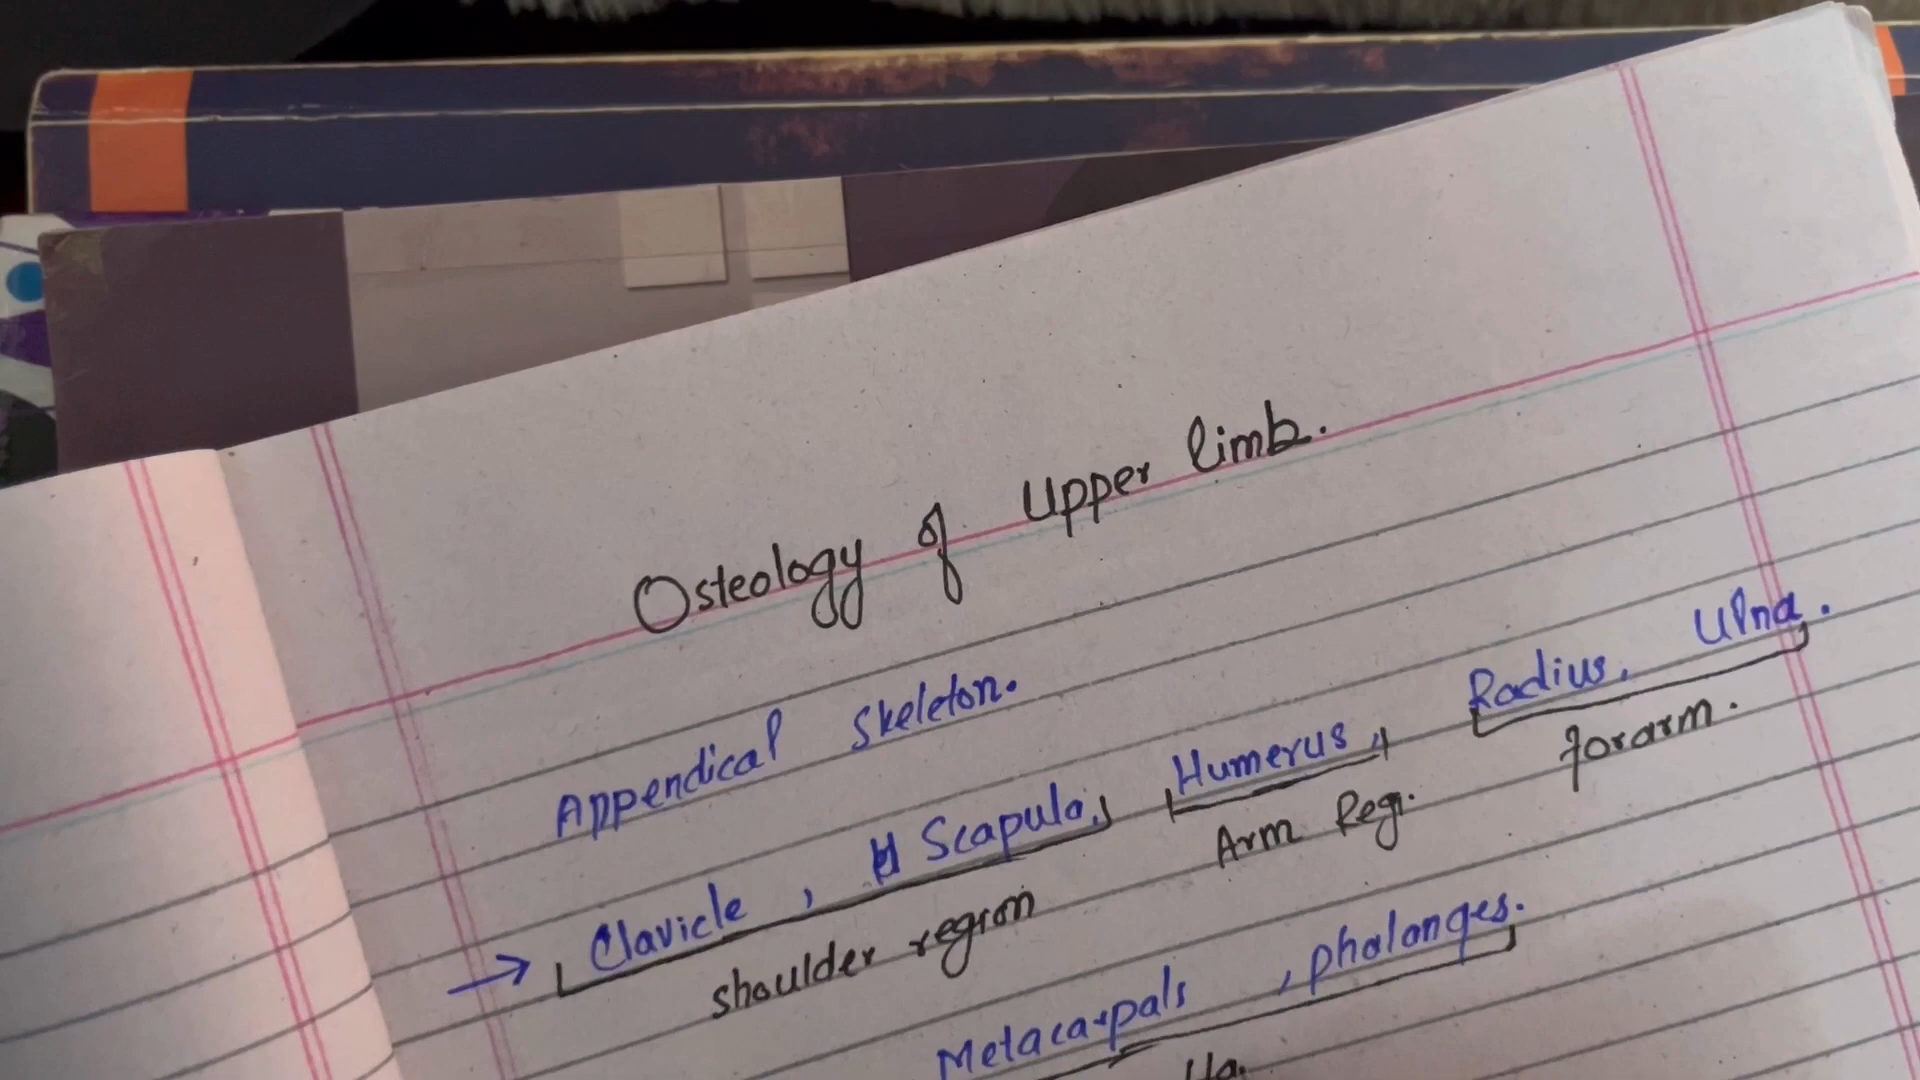 Osteology of Upper limb.
Appendical Skeleton.
→ Clavicle, Scapula, Humerus, Radius, Ulna.
shoulder region Arm Reg. forarm.
Metacarpals, phalanges.